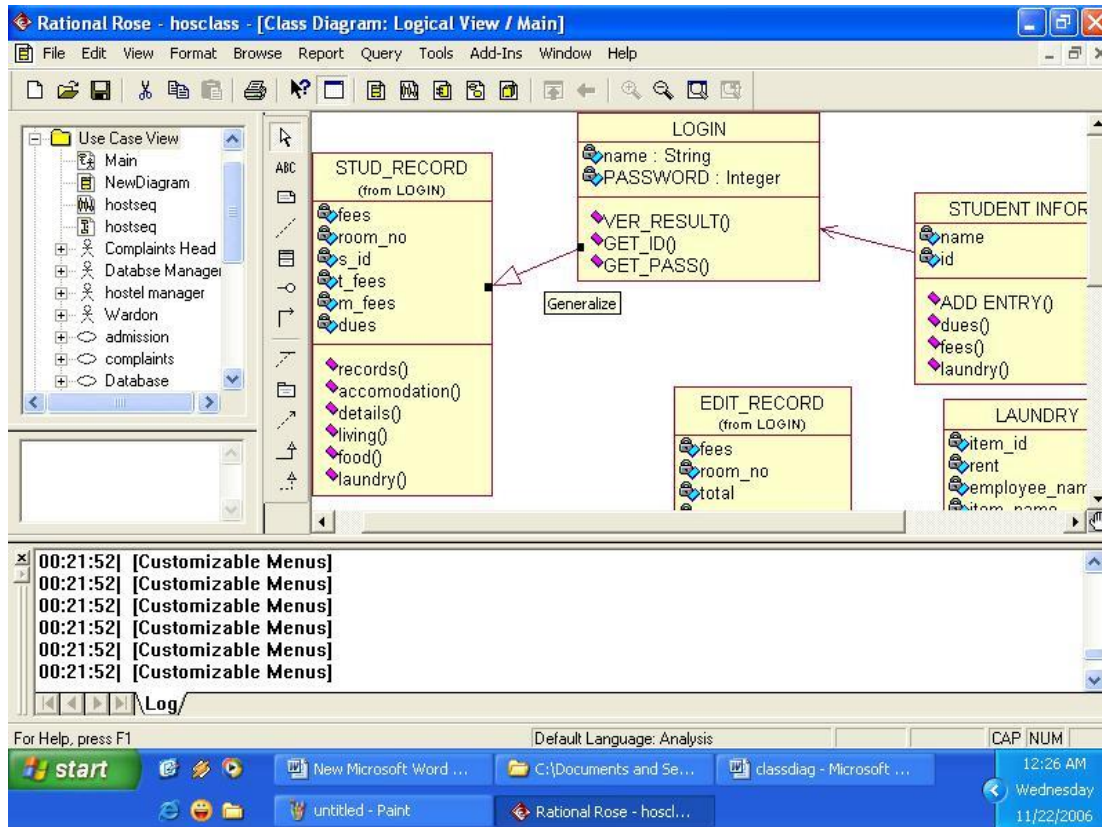 Rational Rose - hosclass - [Class Diagram: Logical View / Main]
File Edit View Format Browse Report Query Tools Add-Ins Window Help
Use Case View
Main
NewDiagram
hostseq
hostseq
Complaints Head
Databse Manager
hostel manager
Wardon
admission
complaints
Database
ABC
STUD_RECORD
(from LOGIN)
fees
room_no
s_id
t_fees
m_fees
dues
records()
accomodation()
details()
living()
food()
laundry()
LOGIN
name : String
PASSWORD : Integer
VER_RESULT()
GET_ID()
GET_PASS()
Generalize
STUDENT INFOR
name
id
ADD ENTRY()
dues()
fees()
laundry()
EDIT_RECORD
(from LOGIN)
fees
room_no
total
LAUNDRY
item_id
rent
employee_nam
item_name
00:21:52| [Customizable Menus]
00:21:52| [Customizable Menus]
00:21:52| [Customizable Menus]
00:21:52| [Customizable Menus]
00:21:52| [Customizable Menus]
00:21:52| [Customizable Menus]
Log
For Help, press F1
Default Language: Analysis
CAP NUM
start
New Microsoft Word ...
C:\Documents and Se...
classdiag - Microsoft ...
untitled - Paint
Rational Rose - hoscl...
12:26 AM
Wednesday
11/22/2006